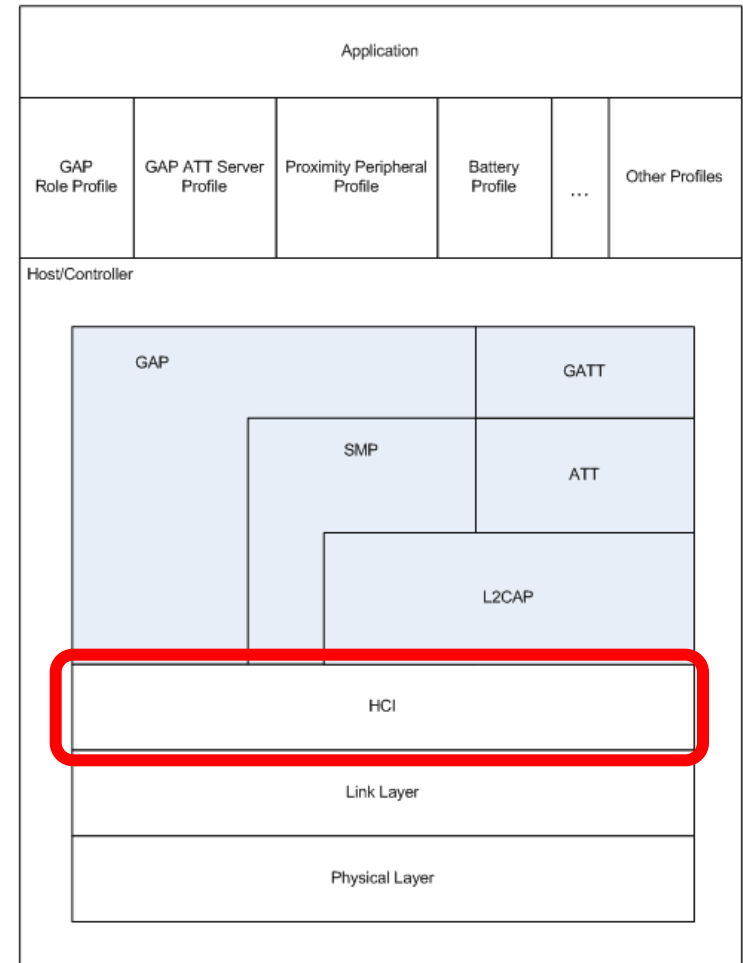 Application
GAP
Role Profile
GAP ATT Server
Profile
Proximity Peripheral
Profile
Battery
Profile
...
Other Profiles
Host/Controller
GAP
GATT
SMP
ATT
L2CAP
HCI
Link Layer
Physical Layer